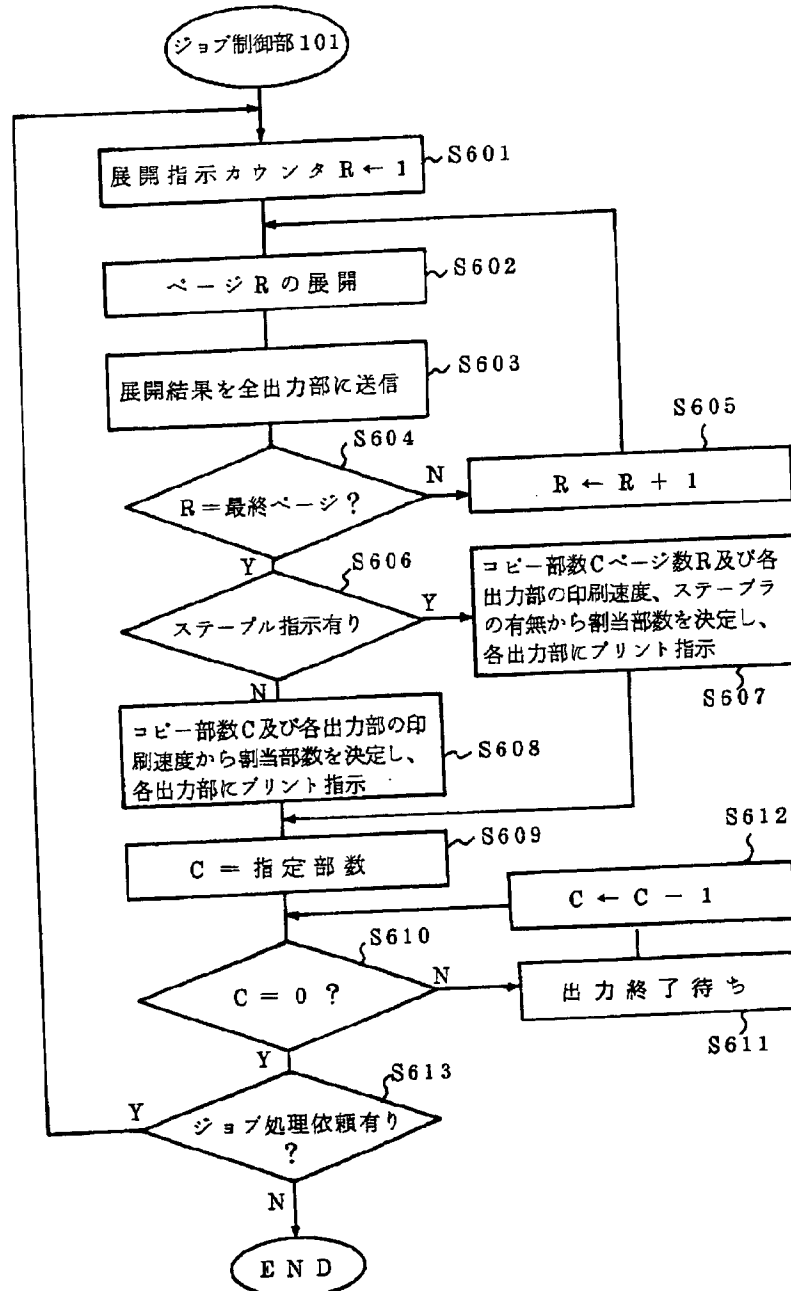 ジョブ制御部101
展開指示カウンタR←1
S601
ページRの展開
S602
展開結果を全出力部に送信
S603
S604
R＝最終ページ？
N
S605
R←R＋1
Y
S606
ステープル指示有り
Y
コピー部数Cページ数R及び各
出力部の印刷速度、ステープラ
の有無から割当部数を決定し、
各出力部にプリント指示
S607
N
コピー部数C及び各出力部の印
刷速度から割当部数を決定し、
各出力部にプリント指示
S608
C＝指定部数
S609
S612
C←C－1
S610
C＝0？
N
出力終了待ち
S611
Y
S613
Y
ジョブ処理依頼有り
？
N
END